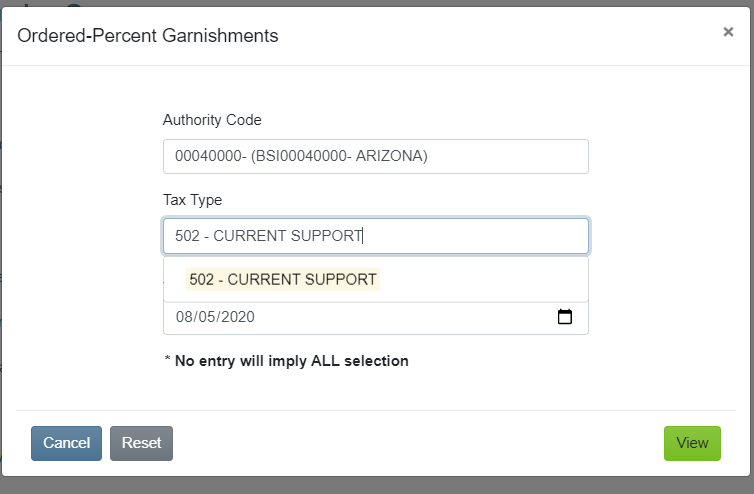 Ordered-Percent Garnishments
×
Authority Code
00040000- (BSI00040000- ARIZONA)
Tax Type
502 - CURRENT SUPPORT
502 - CURRENT SUPPORT
08/05/2020
* No entry will imply ALL selection
Cancel Reset View